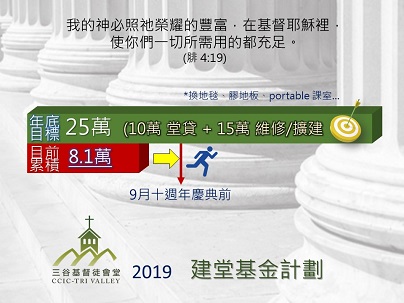 我的神必照祂榮耀的豐富，在基督耶穌裡，
使你們一切所需用的都充足。
(腓 4:19)
*換地毯、膠地板、portable 課室...
年底
目標
25萬 (10萬 堂貸 + 15萬 維修/擴建
目前
累積
8.1萬
9月十週年慶典前
三谷基督徒會堂
CCIC-TRI VALLEY
2019 建堂基金計劃